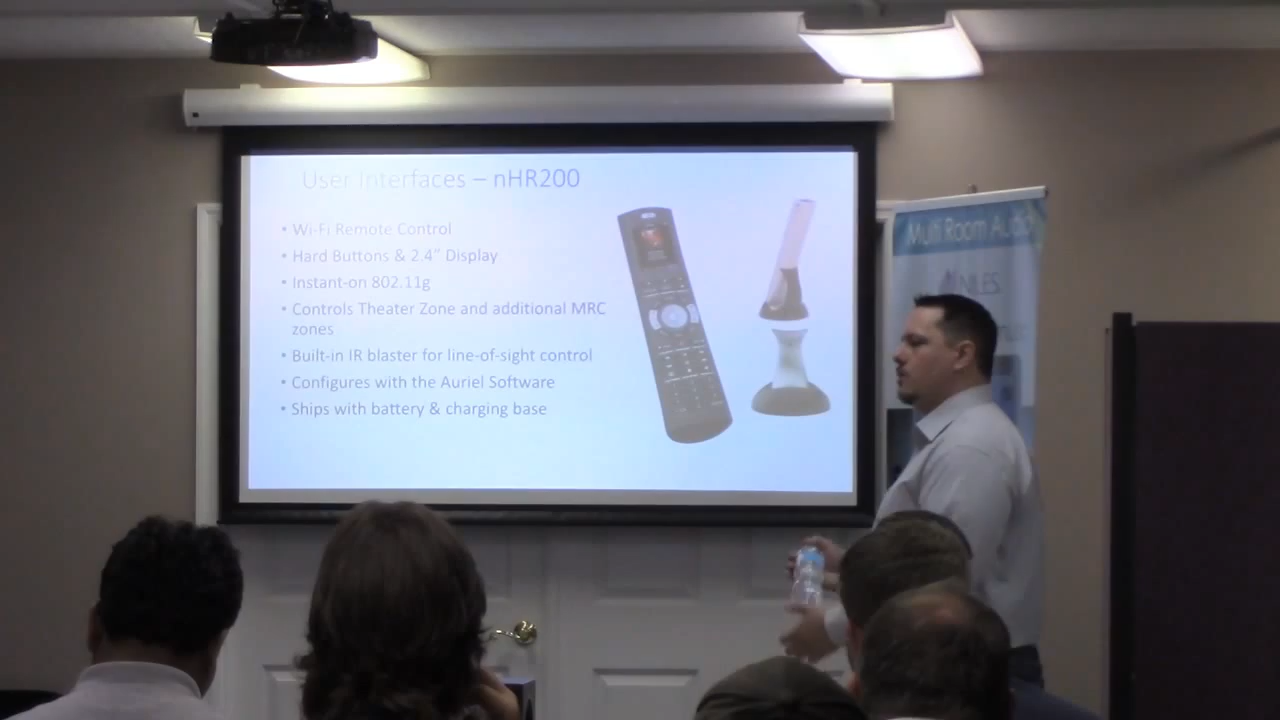 User Interfaces – nHR200
• Wi-Fi Remote Control
• Hard Buttons & 2.4" Display
• Instant-on 802.11g
• Controls Theater Zone and additional MRC
zones
• Built-in IR blaster for line-of-sight control
• Configures with the Auriel Software
• Ships with battery & charging base
Multi Room Audio
NILES